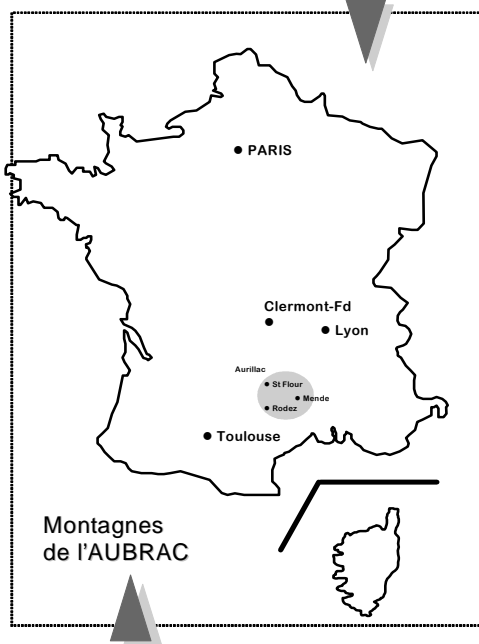 PARIS
Clermont-Fd
Lyon
Aurillac
St Flour
Mende
Rodez
Toulouse
Montagnes
de l'AUBRAC